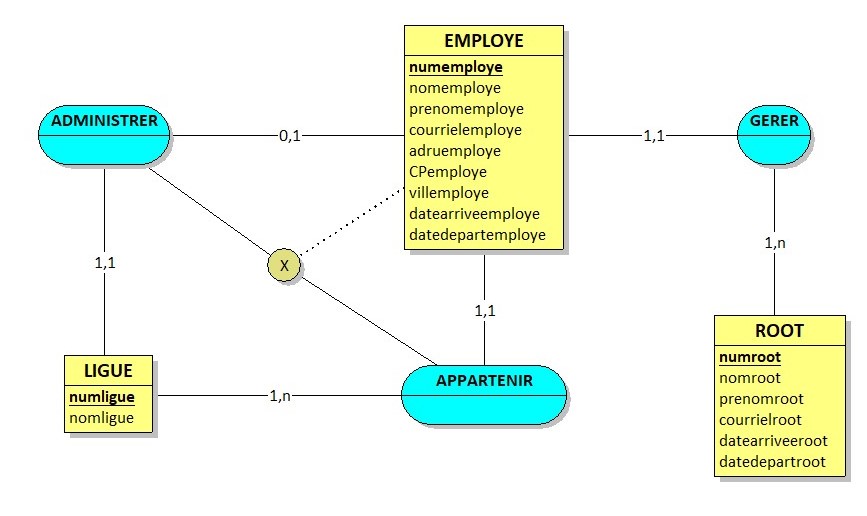 EMPLOYE
numemploye
nomemploye
prenomemploye
courrielemploye
adruemploye
CPemploye
villemploye
datearriveemploye
datedepartemploye
ADMINISTRER
0,1
1,1
GERER
1,1
X
1,n
1,1
LIGUE
numligue
nomligue
1,n
APPARTENIR
ROOT
numroot
nomroot
prenomroot
courrielroot
datearriveeroot
datedepartroot